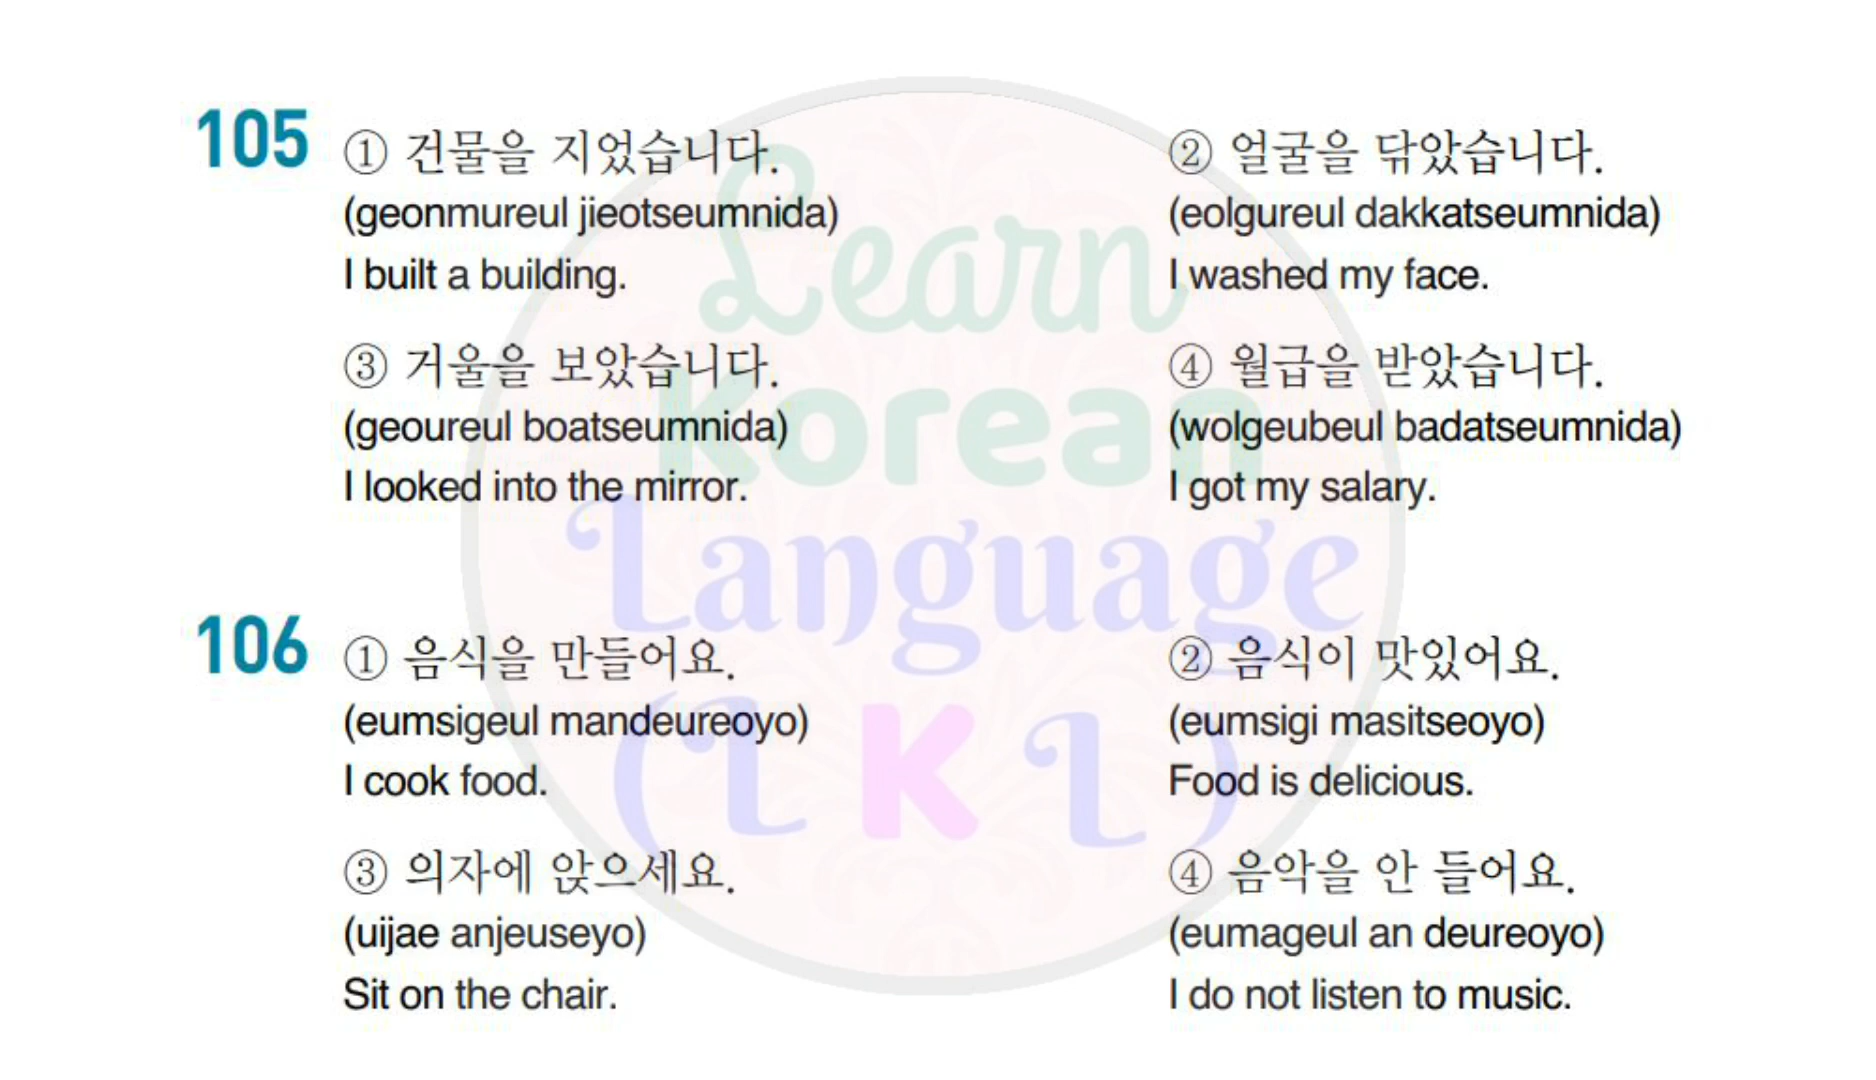 105
① 건물을 지었습니다.
(geonmureul jieotseumnida)
I built a building.
② 얼굴을 닦았습니다.
(eolgureul dakkatseumnida)
I washed my face.
③ 거울을 보았습니다.
(geoureul boatseumnida)
I looked into the mirror.
④ 월급을 받았습니다.
(wolgeubeul badatseumnida)
I got my salary.
106
① 음식을 만들어요.
(eumsigeul mandeureoyo)
I cook food.
② 음식이 맛있어요.
(eumsigi masitseoyo)
Food is delicious.
③ 의자에 앉으세요.
(uijae anjeuseyo)
Sit on the chair.
④ 음악을 안 들어요.
(eumageul an deureoyo)
I do not listen to music.
Learn
Korean
Language
(L K L)